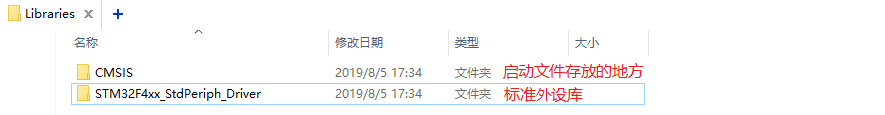 Libraries
名称 修改日期 类型 大小
CMSIS 2019/8/5 17:34 文件夹 启动文件存放的地方
STM32F4xx_StdPeriph_Driver 2019/8/5 17:34 文件夹 标准外设库